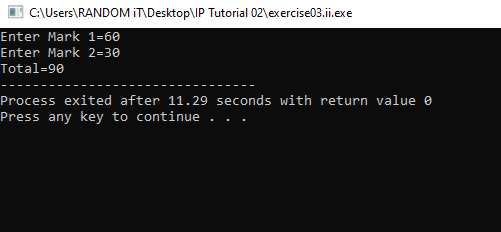 C:\Users\RANDOM iT\Desktop\IP Tutorial 02\exercise03.ii.exe
Enter Mark 1=60
Enter Mark 2=30
Total=90
--------------------------------
Process exited after 11.29 seconds with return value 0
Press any key to continue . . .